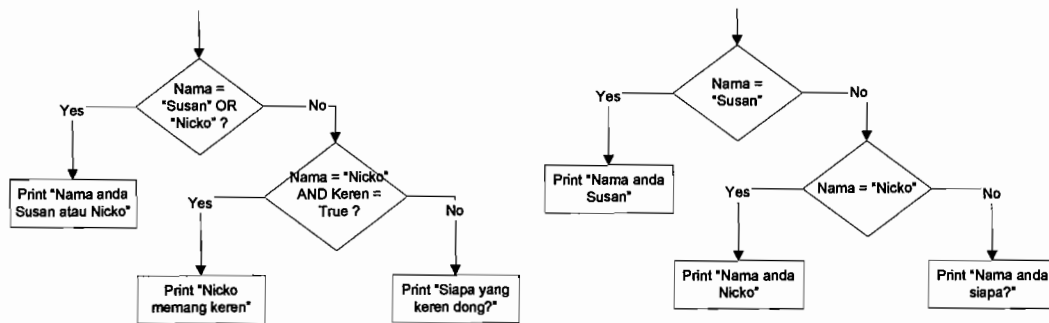 Nama =
"Susan" OR
"Nicko" ?
Yes
No
Print "Nama anda
Susan atau Nicko"
Nama = "Nicko"
AND Keren =
True ?
Yes
No
Print "Nicko
memang keren"
Print "Siapa yang
keren dong?"
Nama =
"Susan"
Yes
No
Print "Nama anda
Susan"
Nama = "Nicko"
Yes
No
Print "Nama anda
Nicko"
Print "Nama anda
siapa?"